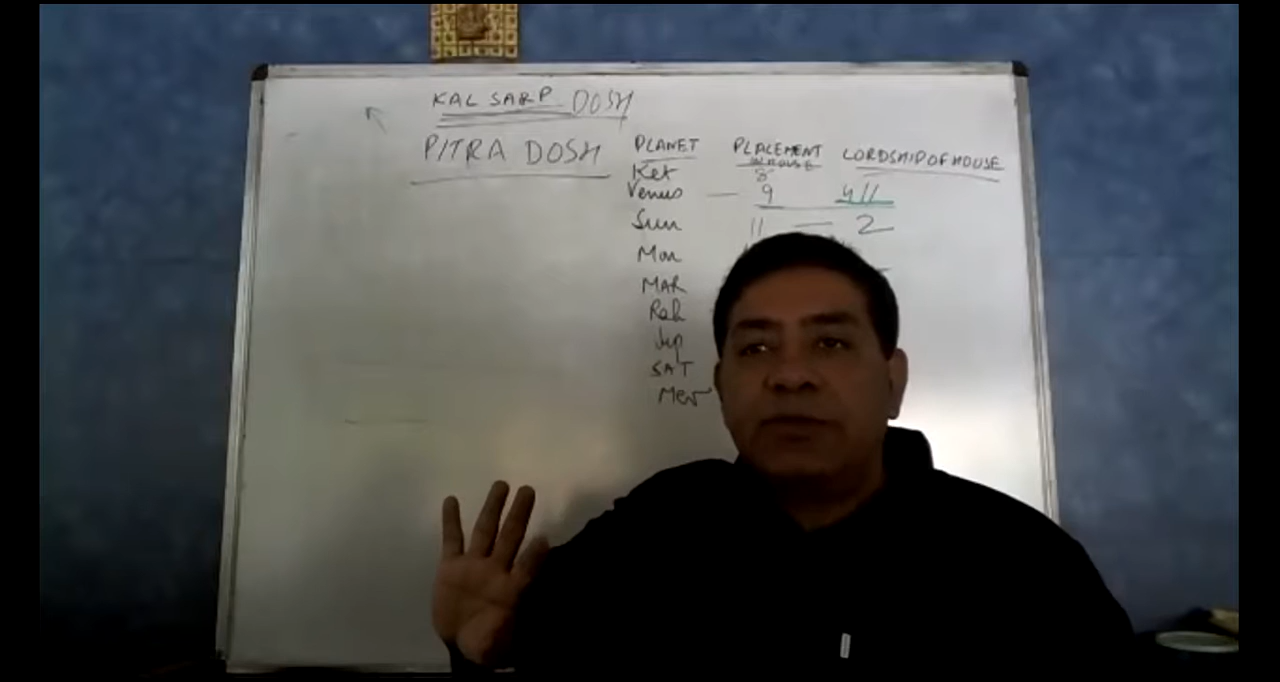 KAL SARP DOSH
PITRA DOSH
PLANET PLACEMENT IN HOUSE LORDSHIP OF HOUSE
Ket 8
Venus — 9 4 11
Sun 11 — 2
Mon
MAR
Rah
Jup
SAT
Mer